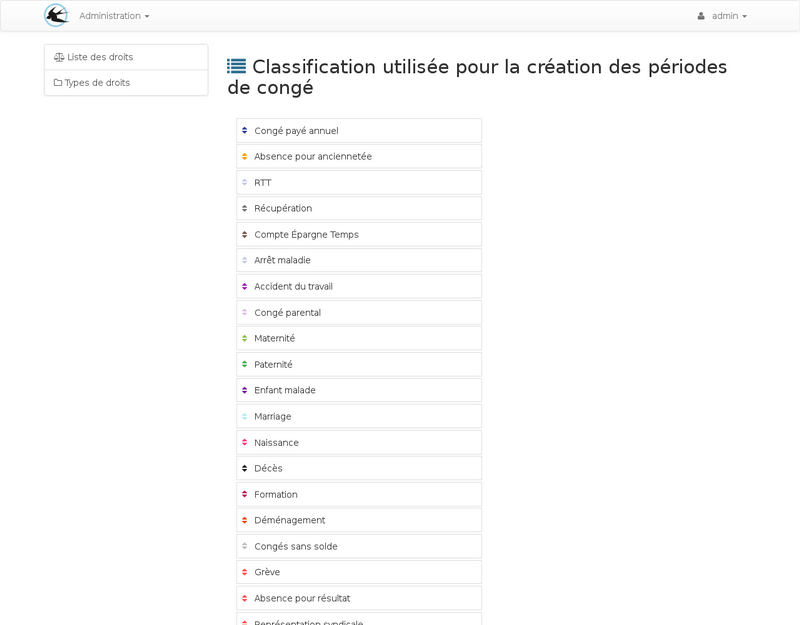 Administration
admin
Liste des droits
Types de droits
Classification utilisée pour la création des périodes
de congé
Congé payé annuel
Absence pour anciennetée
RTT
Récupération
Compte Épargne Temps
Arrêt maladie
Accident du travail
Congé parental
Maternité
Paternité
Enfant malade
Marriage
Naissance
Décès
Formation
Déménagement
Congés sans solde
Grève
Absence pour résultat
Représentation syndicale